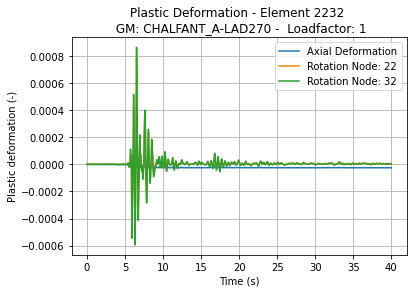 Plastic Deformation - Element 2232
GM: CHALFANT_A-LAD270 -  Loadfactor: 1
Axial Deformation
Rotation Node: 22
Rotation Node: 32
Plastic deformation (-)
0.0008
0.0006
0.0004
0.0002
0.0000
−0.0002
−0.0004
−0.0006
0 5 10 15 20 25 30 35 40
Time (s)